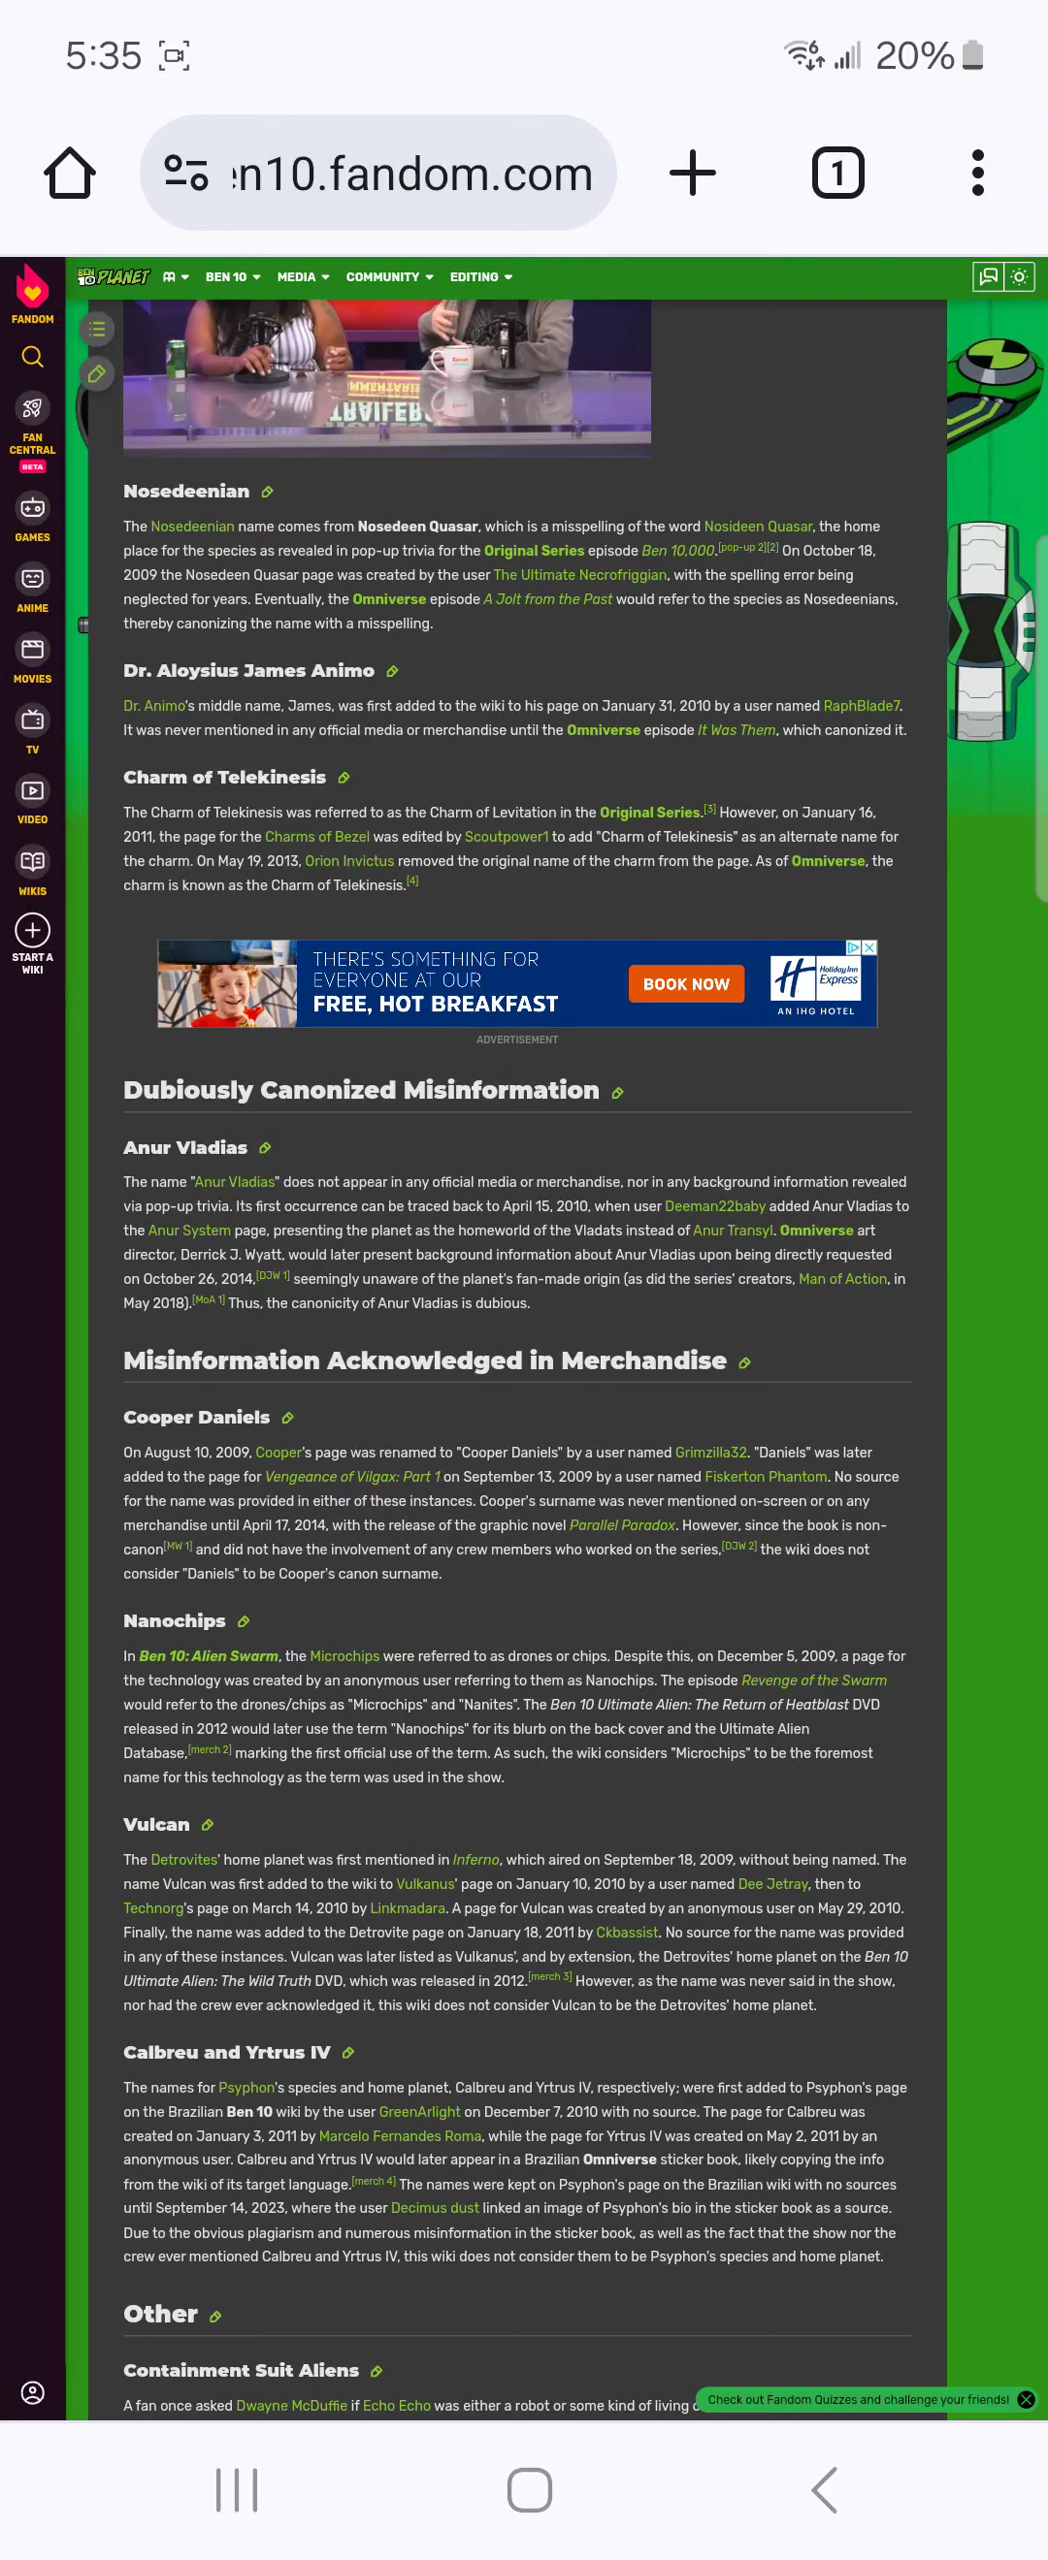 5:35
6
20%
en10.fandom.com
1
BEN 10 PLANET
BEN 10
MEDIA
COMMUNITY
EDITING
FANDOM
FAN CENTRAL
BETA
GAMES
ANIME
MOVIES
TV
VIDEO
WIKIS
START A WIKI
TRAILERS
Nosedeenian
The Nosedeenian name comes from Nosedeen Quasar, which is a misspelling of the word Nosideen Quasar, the home
place for the species as revealed in pop-up trivia for the Original Series episode Ben 10,000.[pop-up 2][2] On October 18,
2009 the Nosedeen Quasar page was created by the user The Ultimate Necrofriggian, with the spelling error being
neglected for years. Eventually, the Omniverse episode A Jolt from the Past would refer to the species as Nosedeenians,
thereby canonizing the name with a misspelling.
Dr. Aloysius James Animo
Dr. Animo's middle name, James, was first added to the wiki to his page on January 31, 2010 by a user named RaphBlade7.
It was never mentioned in any official media or merchandise until the Omniverse episode It Was Them, which canonized it.
Charm of Telekinesis
The Charm of Telekinesis was referred to as the Charm of Levitation in the Original Series.[3] However, on January 16,
2011, the page for the Charms of Bezel was edited by Scoutpower1 to add "Charm of Telekinesis" as an alternate name for
the charm. On May 19, 2013, Orion Invictus removed the original name of the charm from the page. As of Omniverse, the
charm is known as the Charm of Telekinesis.[4]
THERE'S SOMETHING FOR
EVERYONE AT OUR
FREE, HOT BREAKFAST
BOOK NOW
H Holiday Inn
Express
AN IHG HOTEL
ADVERTISEMENT
Dubiously Canonized Misinformation
Anur Vladias
The name "Anur Vladias" does not appear in any official media or merchandise, nor in any background information revealed
via pop-up trivia. Its first occurrence can be traced back to April 15, 2010, when user Deeman22baby added Anur Vladias to
the Anur System page, presenting the planet as the homeworld of the Vladats instead of Anur Transyl. Omniverse art
director, Derrick J. Wyatt, would later present background information about Anur Vladias upon being directly requested
on October 26, 2014,[DJW 1] seemingly unaware of the planet's fan-made origin (as did the series' creators, Man of Action, in
May 2018).[MoA 1] Thus, the canonicity of Anur Vladias is dubious.
Misinformation Acknowledged in Merchandise
Cooper Daniels
On August 10, 2009, Cooper's page was renamed to "Cooper Daniels" by a user named Grimzilla32. "Daniels" was later
added to the page for Vengeance of Vilgax: Part 1 on September 13, 2009 by a user named Fiskerton Phantom. No source
for the name was provided in either of these instances. Cooper's surname was never mentioned on-screen or on any
merchandise until April 17, 2014, with the release of the graphic novel Parallel Paradox. However, since the book is non-
canon[MW 1] and did not have the involvement of any crew members who worked on the series,[DJW 2] the wiki does not
consider "Daniels" to be Cooper's canon surname.
Nanochips
In Ben 10: Alien Swarm, the Microchips were referred to as drones or chips. Despite this, on December 5, 2009, a page for
the technology was created by an anonymous user referring to them as Nanochips. The episode Revenge of the Swarm
would refer to the drones/chips as "Microchips" and "Nanites". The Ben 10 Ultimate Alien: The Return of Heatblast DVD
released in 2012 would later use the term "Nanochips" for its blurb on the back cover and the Ultimate Alien
Database,[merch 2] marking the first official use of the term. As such, the wiki considers "Microchips" to be the foremost
name for this technology as the term was used in the show.
Vulcan
The Detrovites' home planet was first mentioned in Inferno, which aired on September 18, 2009, without being named. The
name Vulcan was first added to the wiki to Vulkanus' page on January 10, 2010 by a user named Dee Jetray, then to
Technorg's page on March 14, 2010 by Linkmadara. A page for Vulcan was created by an anonymous user on May 29, 2010.
Finally, the name was added to the Detrovite page on January 18, 2011 by Ckbassist. No source for the name was provided
in any of these instances. Vulcan was later listed as Vulkanus', and by extension, the Detrovites' home planet on the Ben 10
Ultimate Alien: The Wild Truth DVD, which was released in 2012.[merch 3] However, as the name was never said in the show,
nor had the crew ever acknowledged it, this wiki does not consider Vulcan to be the Detrovites' home planet.
Calbreu and Yrtrus IV
The names for Psyphon's species and home planet, Calbreu and Yrtrus IV, respectively; were first added to Psyphon's page
on the Brazilian Ben 10 wiki by the user GreenArlight on December 7, 2010 with no source. The page for Calbreu was
created on January 3, 2011 by Marcelo Fernandes Roma, while the page for Yrtrus IV was created on May 2, 2011 by an
anonymous user. Calbreu and Yrtrus IV would later appear in a Brazilian Omniverse sticker book, likely copying the info
from the wiki of its target language.[merch 4] The names were kept on Psyphon's page on the Brazilian wiki with no sources
until September 14, 2023, where the user Decimus dust linked an image of Psyphon's bio in the sticker book as a source.
Due to the obvious plagiarism and numerous misinformation in the sticker book, as well as the fact that the show nor the
crew ever mentioned Calbreu and Yrtrus IV, this wiki does not consider them to be Psyphon's species and home planet.
Other
Containment Suit Aliens
A fan once asked Dwayne McDuffie if Echo Echo was either a robot or some kind of living
Check out Fandom Quizzes and challenge your friends!